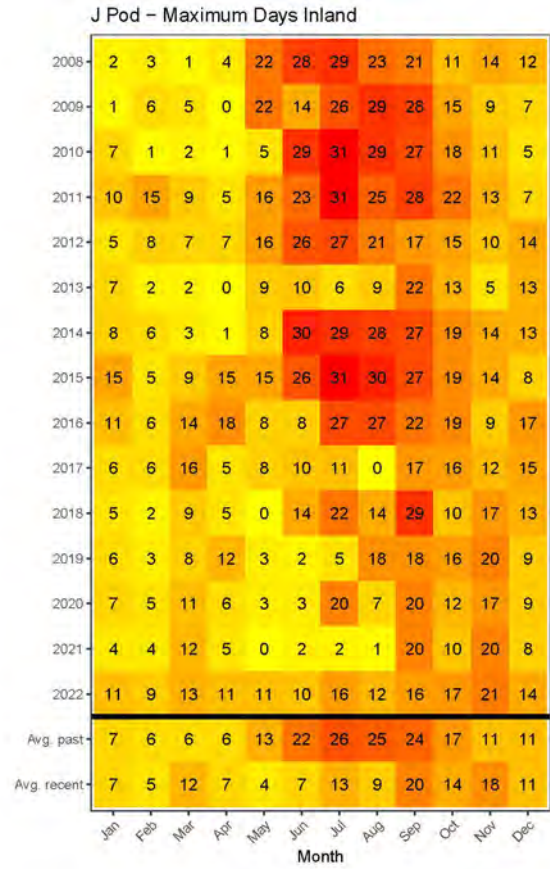 J Pod – Maximum Days Inland
2008 2 3 1 4 22 28 29 23 21 11 14 12
2009 1 6 5 0 22 14 26 29 28 15 9 7
2010 7 1 2 1 5 29 31 29 27 18 11 5
2011 10 15 9 5 16 23 31 25 28 22 13 7
2012 5 8 7 7 16 26 27 21 17 15 10 14
2013 7 2 2 0 9 10 6 9 22 13 5 13
2014 8 6 3 1 8 30 29 28 27 19 14 13
2015 15 5 9 15 15 26 31 30 27 19 14 8
2016 11 6 14 18 8 8 27 27 22 19 9 17
2017 6 6 16 5 8 10 11 0 17 16 12 15
2018 5 2 9 5 0 14 22 14 29 10 17 13
2019 6 3 8 12 3 2 5 18 18 16 20 9
2020 7 5 11 6 3 3 20 7 20 12 17 9
2021 4 4 12 5 0 2 2 1 20 10 20 8
2022 11 9 13 11 11 10 16 12 16 17 21 14
Avg. past 7 6 6 6 13 22 26 25 24 17 11 11
Avg. recent 7 5 12 7 4 7 13 9 20 14 18 11
Jan Feb Mar Apr May Jun Jul Aug Sep Oct Nov Dec
Month